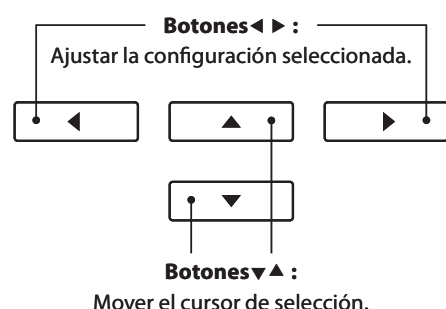 Botones◀ ▶ :
Ajustar la configuración seleccionada.
Botones▼▲ :
Mover el cursor de selección.